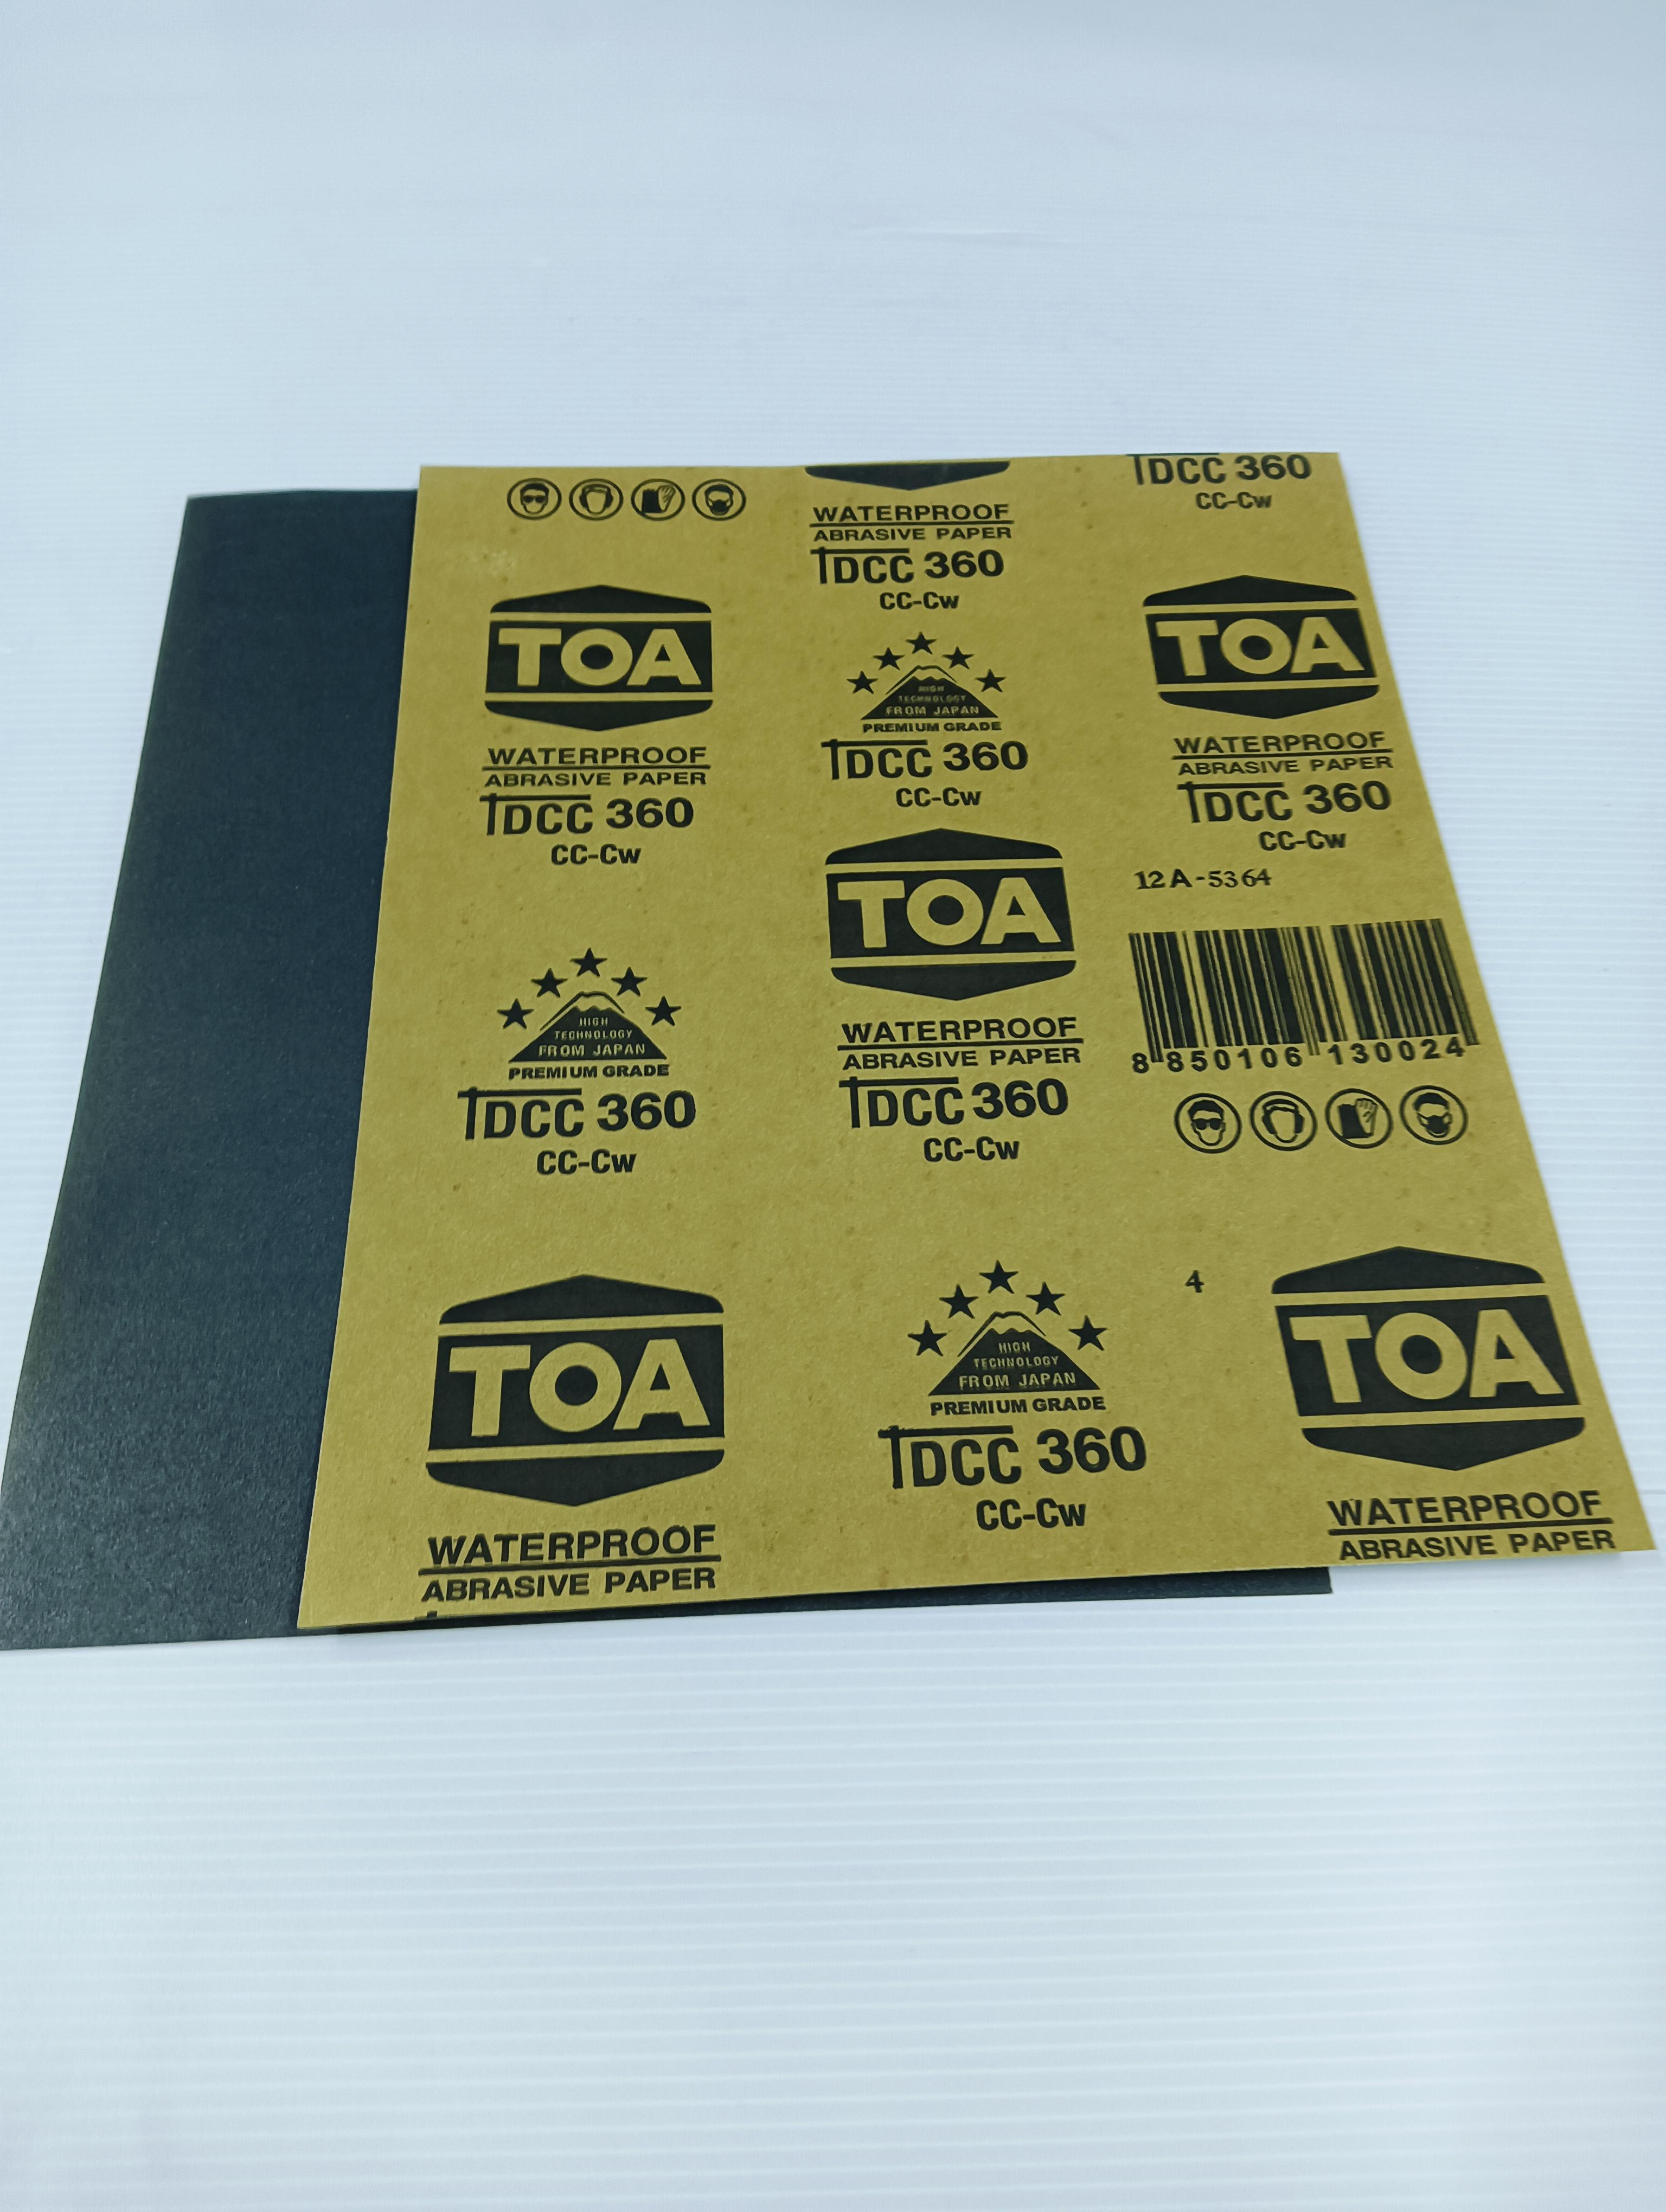 WATERPROOF
ABRASIVE PAPER
TDCC 360
CC-Cw
TDCC 360
CC-Cw
TOA
WATERPROOF
ABRASIVE PAPER
TDCC 360
CC-Cw
HIGH
TECHNOLOGY
FROM JAPAN
PREMIUM GRADE
TDCC 360
CC-Cw
TOA
WATERPROOF
ABRASIVE PAPER
TDCC 360
CC-Cw
12A-5364
8 850106 130024
HIGH
TECHNOLOGY
FROM JAPAN
PREMIUM GRADE
TDCC 360
CC-Cw
TOA
WATERPROOF
ABRASIVE PAPER
TDCC 360
CC-Cw
TOA
WATERPROOF
ABRASIVE PAPER
HIGH
TECHNOLOGY
FROM JAPAN
PREMIUM GRADE
TDCC 360
CC-Cw
4
TOA
WATERPROOF
ABRASIVE PAPER